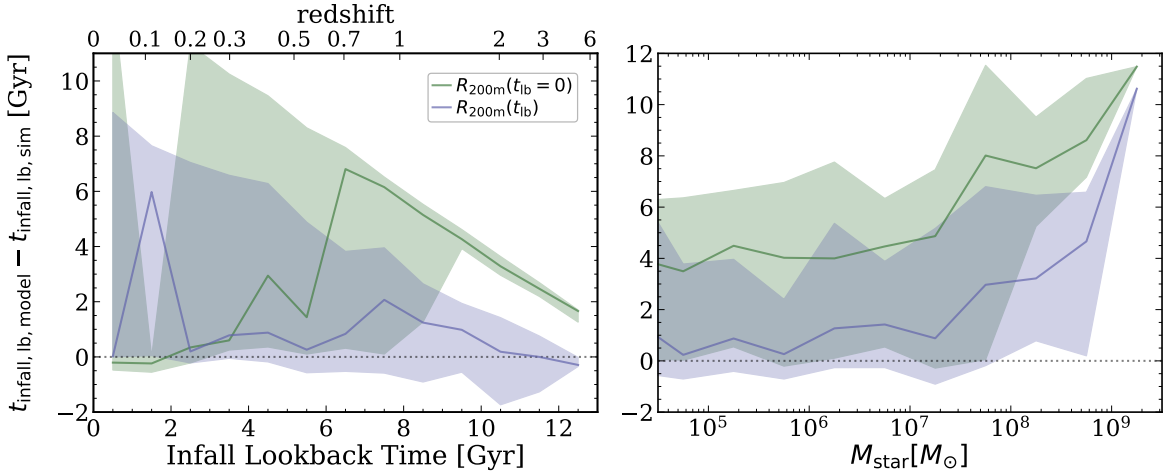 redshift
0 0.1 0.2 0.3 0.5 0.7 1 2 3 6
10
8
6
4
2
0
−2
t_infall, lb, model − t_infall, lb, sim [Gyr]
R_200m(t_lb = 0)
R_200m(t_lb)
0 2 4 6 8 10 12
Infall Lookback Time [Gyr]
12
10
8
6
4
2
0
−2
10^5 10^6 10^7 10^8 10^9
M_star[M_⊙]